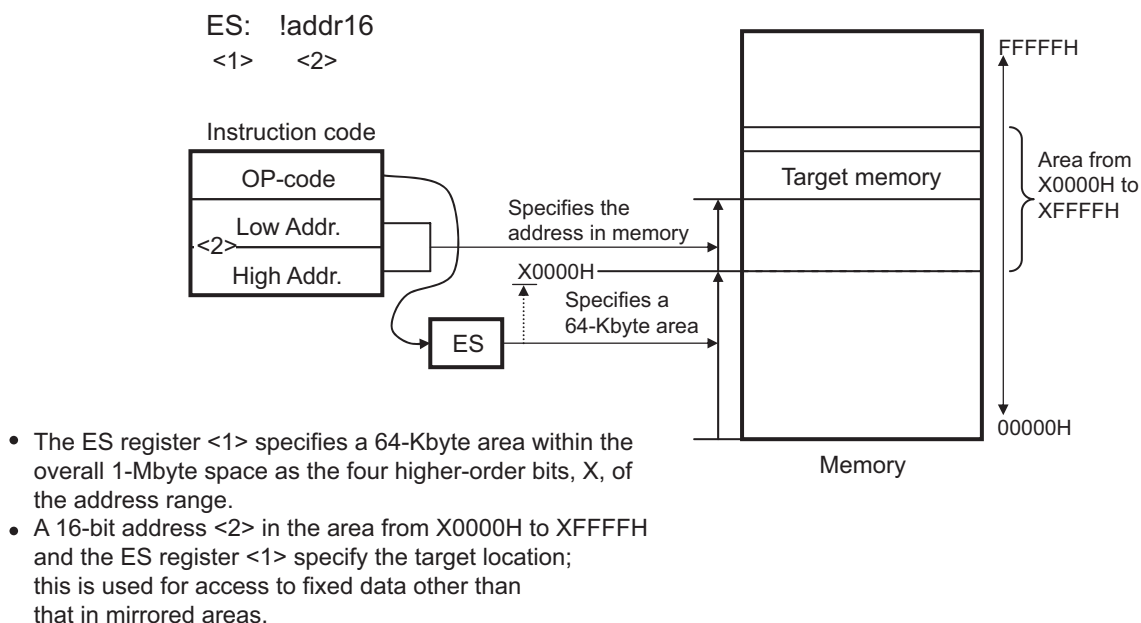 ES: !addr16
<1> <2>
Instruction code
OP-code
Low Addr.
<2>
High Addr.
ES
Specifies the
address in memory
X0000H
Specifies a
64-Kbyte area
FFFFFH
Target memory
Area from
X0000H to
XFFFFH
00000H
Memory
• The ES register <1> specifies a 64-Kbyte area within the
overall 1-Mbyte space as the four higher-order bits, X, of
the address range.
• A 16-bit address <2> in the area from X0000H to XFFFFH
and the ES register <1> specify the target location;
this is used for access to fixed data other than
that in mirrored areas.